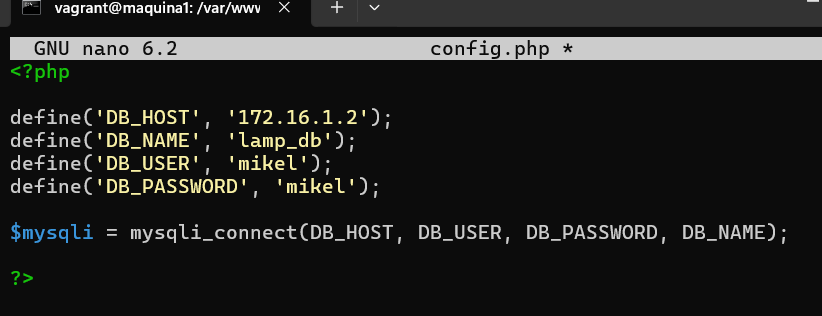 vagrant@maquina1: /var/www
GNU nano 6.2 config.php *
<?php
define('DB_HOST', '172.16.1.2');
define('DB_NAME', 'lamp_db');
define('DB_USER', 'mikel');
define('DB_PASSWORD', 'mikel');
$mysqli = mysqli_connect(DB_HOST, DB_USER, DB_PASSWORD, DB_NAME);
?>